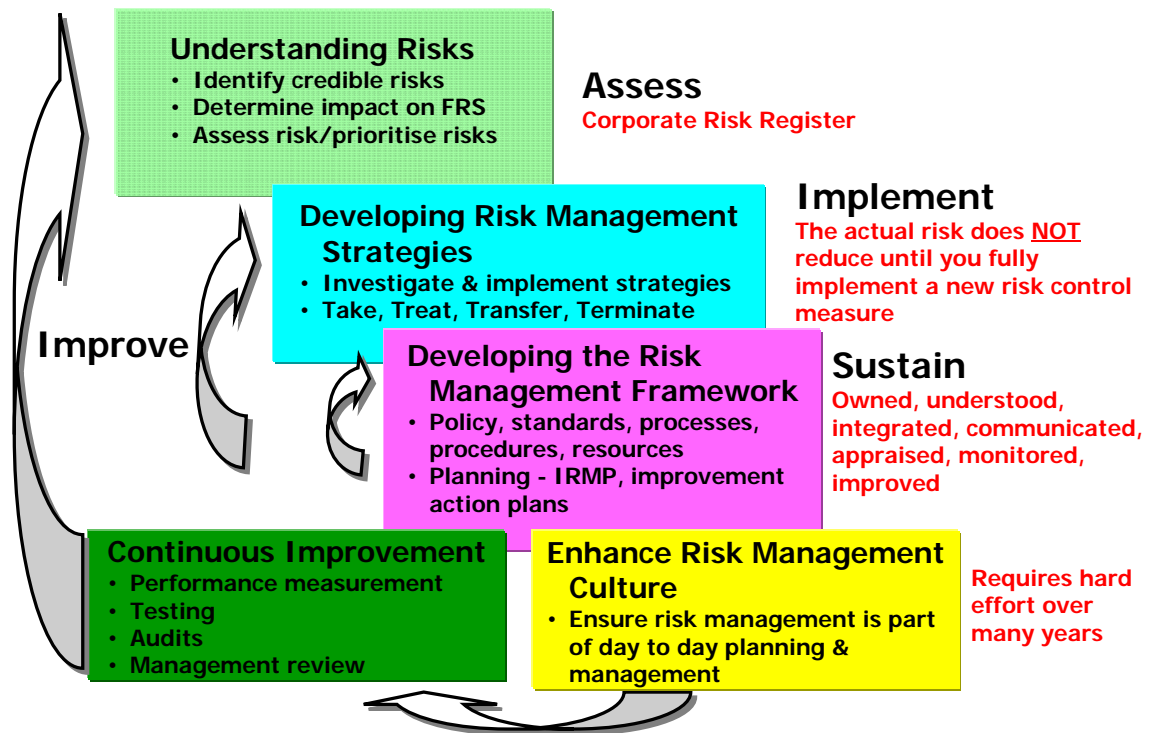 Understanding Risks
• Identify credible risks
• Determine impact on FRS
• Assess risk/prioritise risks
Assess
Corporate Risk Register
Developing Risk Management
Strategies
• Investigate & implement strategies
• Take, Treat, Transfer, Terminate
Implement
The actual risk does NOT
reduce until you fully
implement a new risk control
measure
Improve
Developing the Risk
Management Framework
• Policy, standards, processes,
procedures, resources
• Planning - IRMP, improvement
action plans
Sustain
Owned, understood,
integrated, communicated,
appraised, monitored,
improved
Continuous Improvement
• Performance measurement
• Testing
• Audits
• Management review
Enhance Risk Management
Culture
• Ensure risk management is part
of day to day planning &
management
Requires hard
effort over
many years